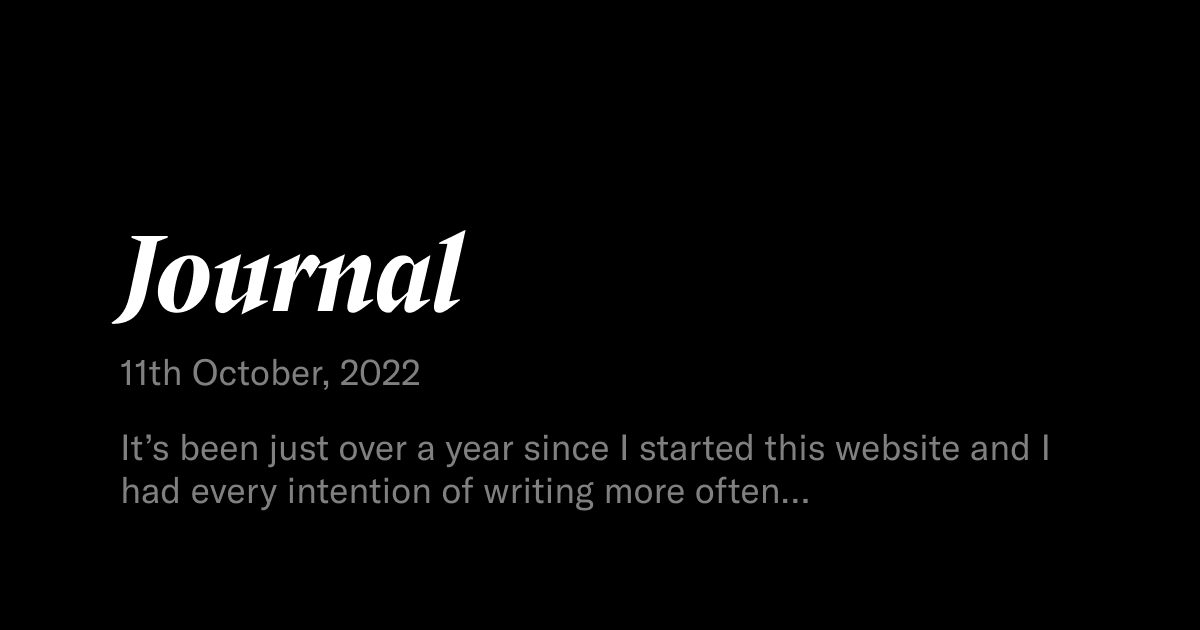 Journal
11th October, 2022
It’s been just over a year since I started this website and I
had every intention of writing more often...